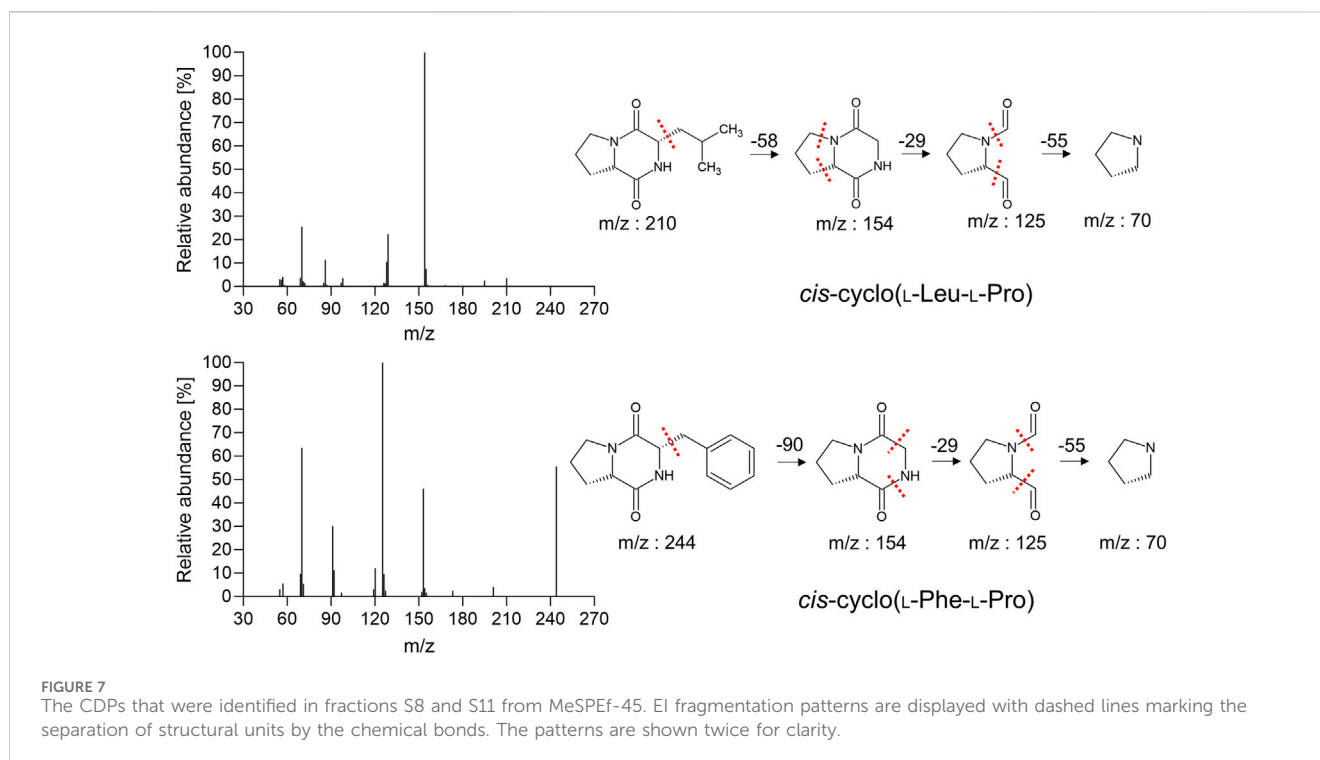 100
90
80
70
60
50
40
30
20
10
0
Relative abundance [%]
30 60 90 120 150 180 210 240 270
m/z
O
N
NH
O
CH₃
CH₃
m/z : 210
-58
O
N
NH
O
m/z : 154
-29
O
N
O
m/z : 125
-55
N
m/z : 70
cis-cyclo(L-Leu-L-Pro)
100
90
80
70
60
50
40
30
20
10
0
Relative abundance [%]
30 60 90 120 150 180 210 240 270
m/z
O
N
NH
O
m/z : 244
-90
O
N
NH
O
m/z : 154
-29
O
N
O
m/z : 125
-55
N
m/z : 70
cis-cyclo(L-Phe-L-Pro)
FIGURE 7
The CDPs that were identified in fractions S8 and S11 from MeSPEf-45. EI fragmentation patterns are displayed with dashed lines marking the
separation of structural units by the chemical bonds. The patterns are shown twice for clarity.